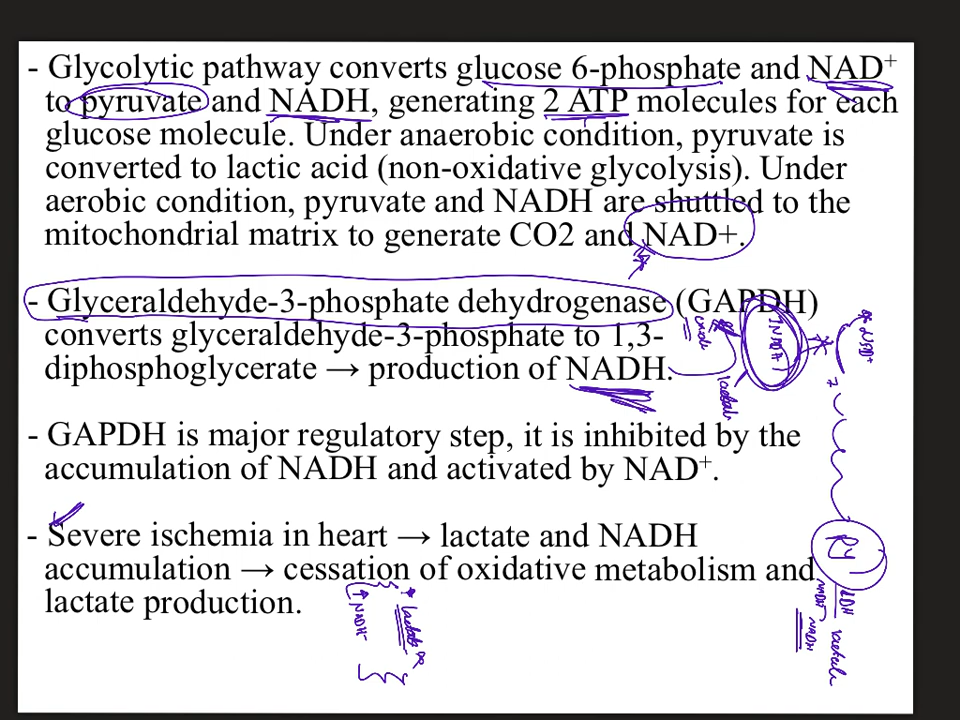 - Glycolytic pathway converts glucose 6-phosphate and NAD⁺
to pyruvate and NADH, generating 2 ATP molecules for each
glucose molecule. Under anaerobic condition, pyruvate is
converted to lactic acid (non-oxidative glycolysis). Under
aerobic condition, pyruvate and NADH are shuttled to the
mitochondrial matrix to generate CO2 and NAD+.
- Glyceraldehyde-3-phosphate dehydrogenase (GAPDH)
converts glyceraldehyde-3-phosphate to 1,3-
diphosphoglycerate → production of NADH.
- GAPDH is major regulatory step, it is inhibited by the
accumulation of NADH and activated by NAD⁺.
- Severe ischemia in heart → lactate and NADH
accumulation → cessation of oxidative metabolism and
lactate production.
↑NADH
lactate
NADH